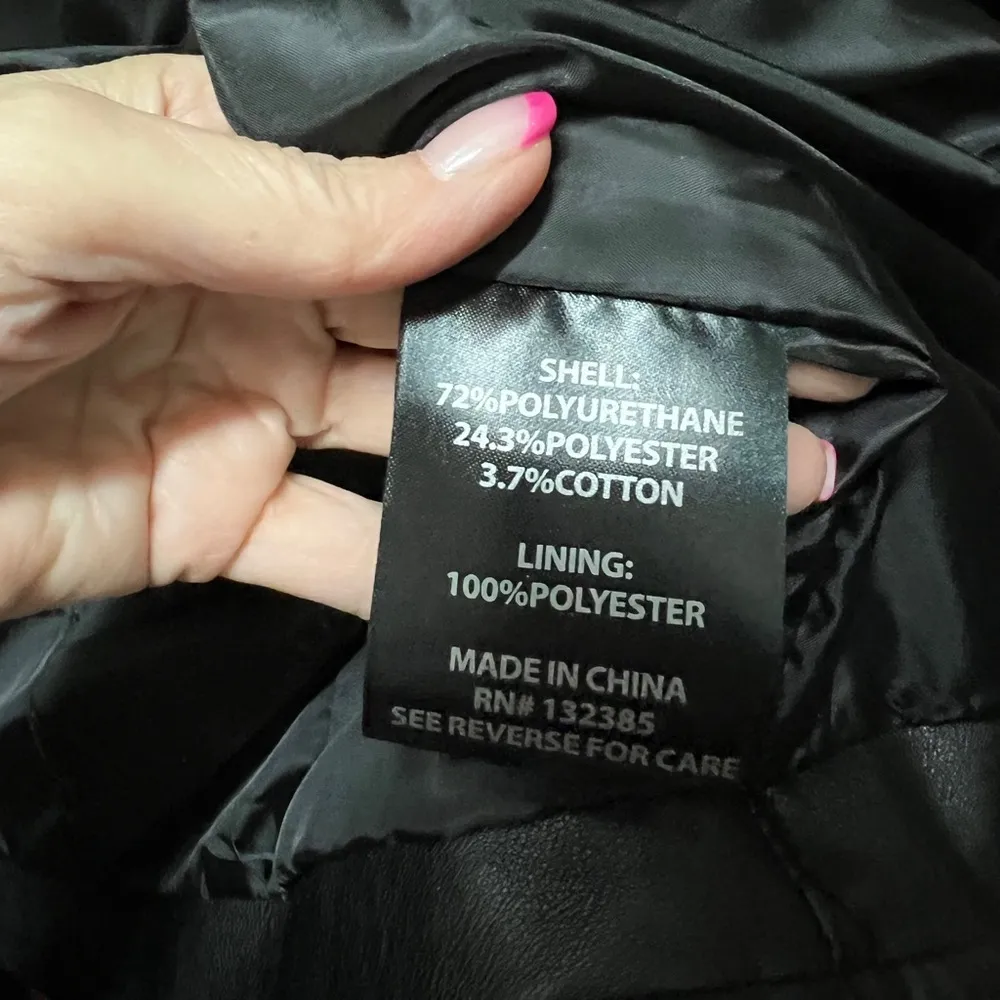 SHELL:
72%POLYURETHANE
24.3%POLYESTER
3.7%COTTON
LINING:
100%POLYESTER
MADE IN CHINA
RN# 132385
SEE REVERSE FOR CARE